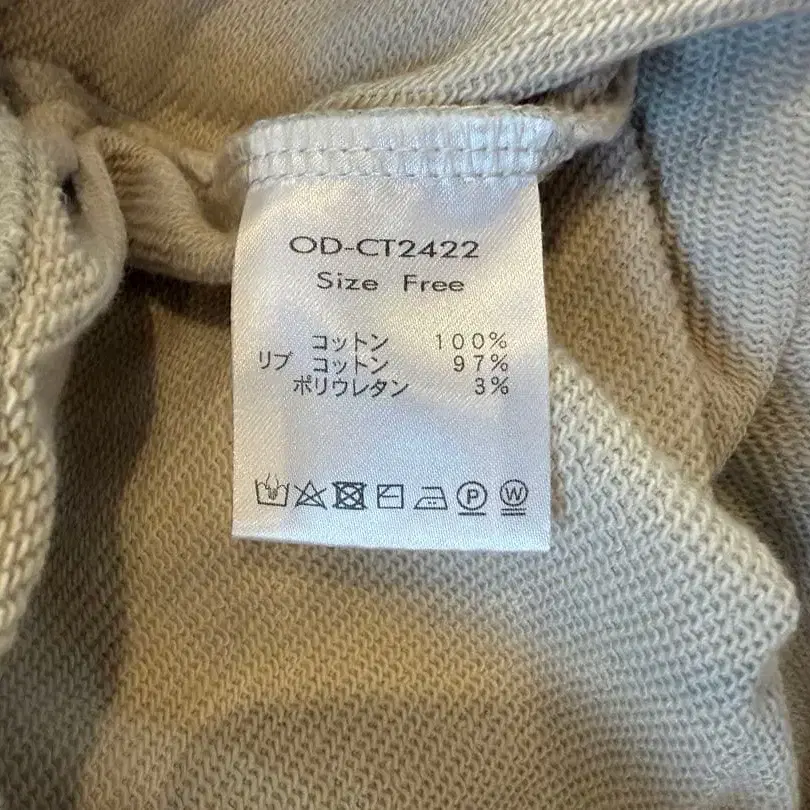 OD-CT2422
Size Free
コットン 100%
リブ コットン 97%
ポリウレタン 3%
P W